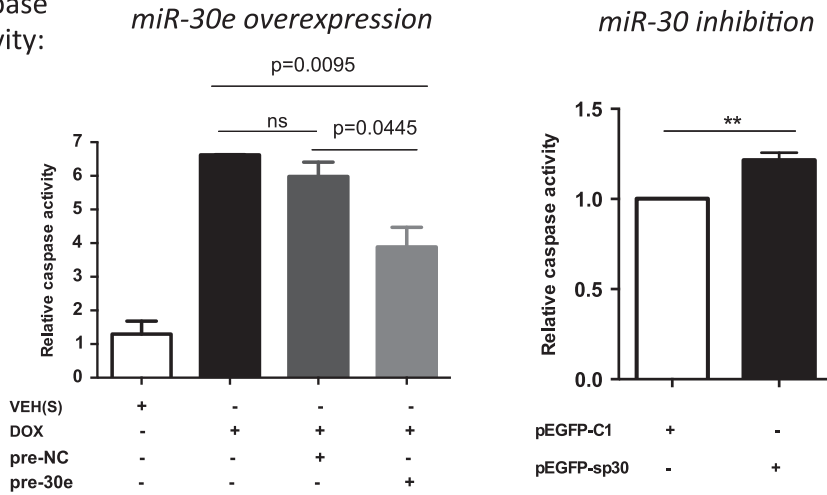 pase
vity:
miR-30e overexpression
p=0.0095
ns
p=0.0445
Relative caspase activity
7
6
5
4
3
2
1
0
VEH(S) + - - -
DOX - + + +
pre-NC - - + -
pre-30e - - - +
miR-30 inhibition
**
Relative caspase activity
1.5
1.0
0.5
0.0
pEGFP-C1 + -
pEGFP-sp30 - +